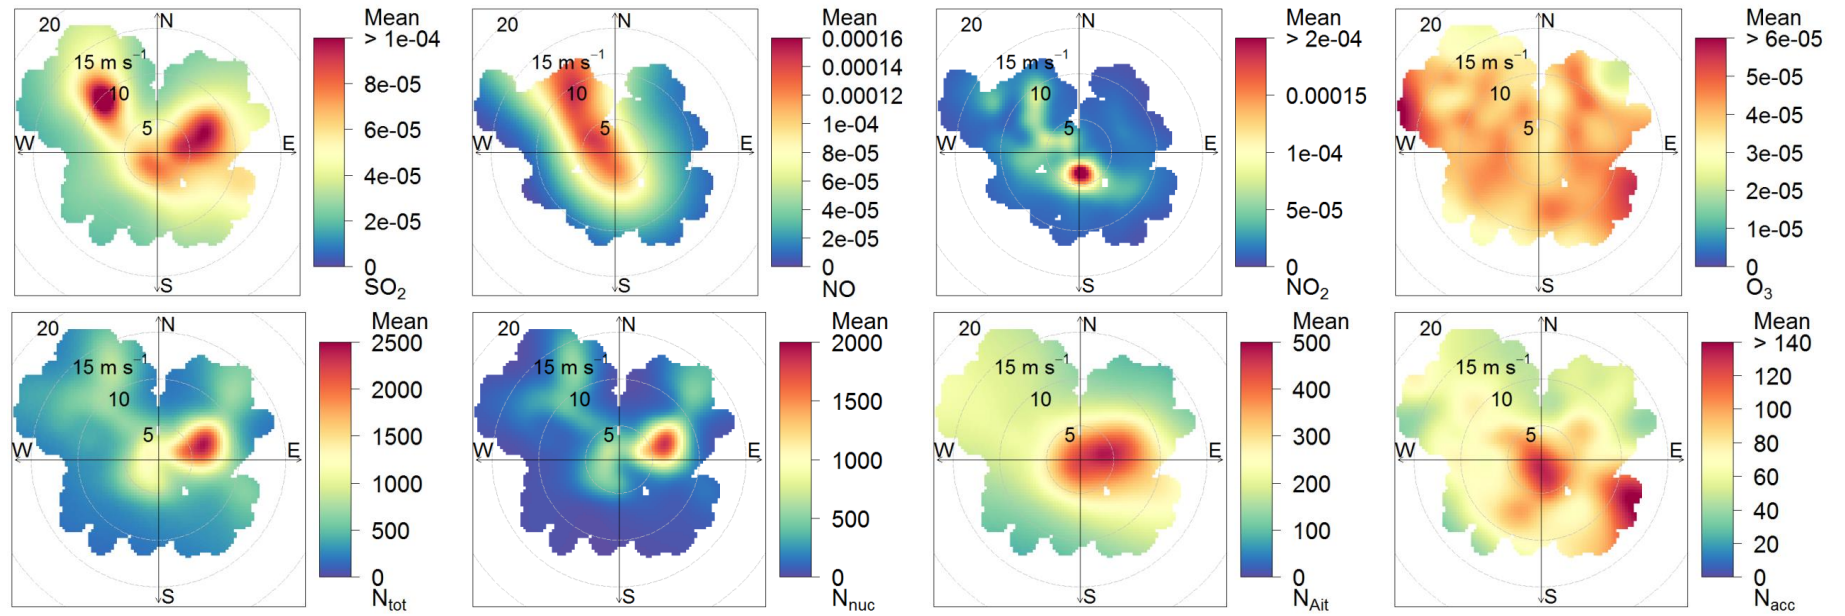 20 N Mean
> 1e-04
15 m s⁻¹
8e-05
10
6e-05
5
W E
4e-05
2e-05
0
S SO₂
N Mean
20 0.00016
15 m s⁻¹ 0.00014
0.00012
10
1e-04
5
W E 8e-05
6e-05
4e-05
2e-05
0
S NO
20 N Mean
> 2e-04
15 m s⁻¹
10 0.00015
5
W E 1e-04
5e-05
0
S NO₂
20 N Mean
> 6e-05
15 m s⁻¹ 5e-05
10
4e-05
5
W E 3e-05
2e-05
1e-05
0
S O₃
20 N Mean
2500
15 m s⁻¹
2000
10
5 1500
W E
1000
500
0
S Nₜₒₜ
20 N Mean
2000
15 m s⁻¹
10 1500
5
W E 1000
500
0
S N_nuc
20 N Mean
500
15 m s⁻¹
400
10
5 300
W E
200
100
0
S N_Ait
20 N Mean
> 140
15 m s⁻¹ 120
10 100
5
80
W E
60
40
20
0
S N_acc